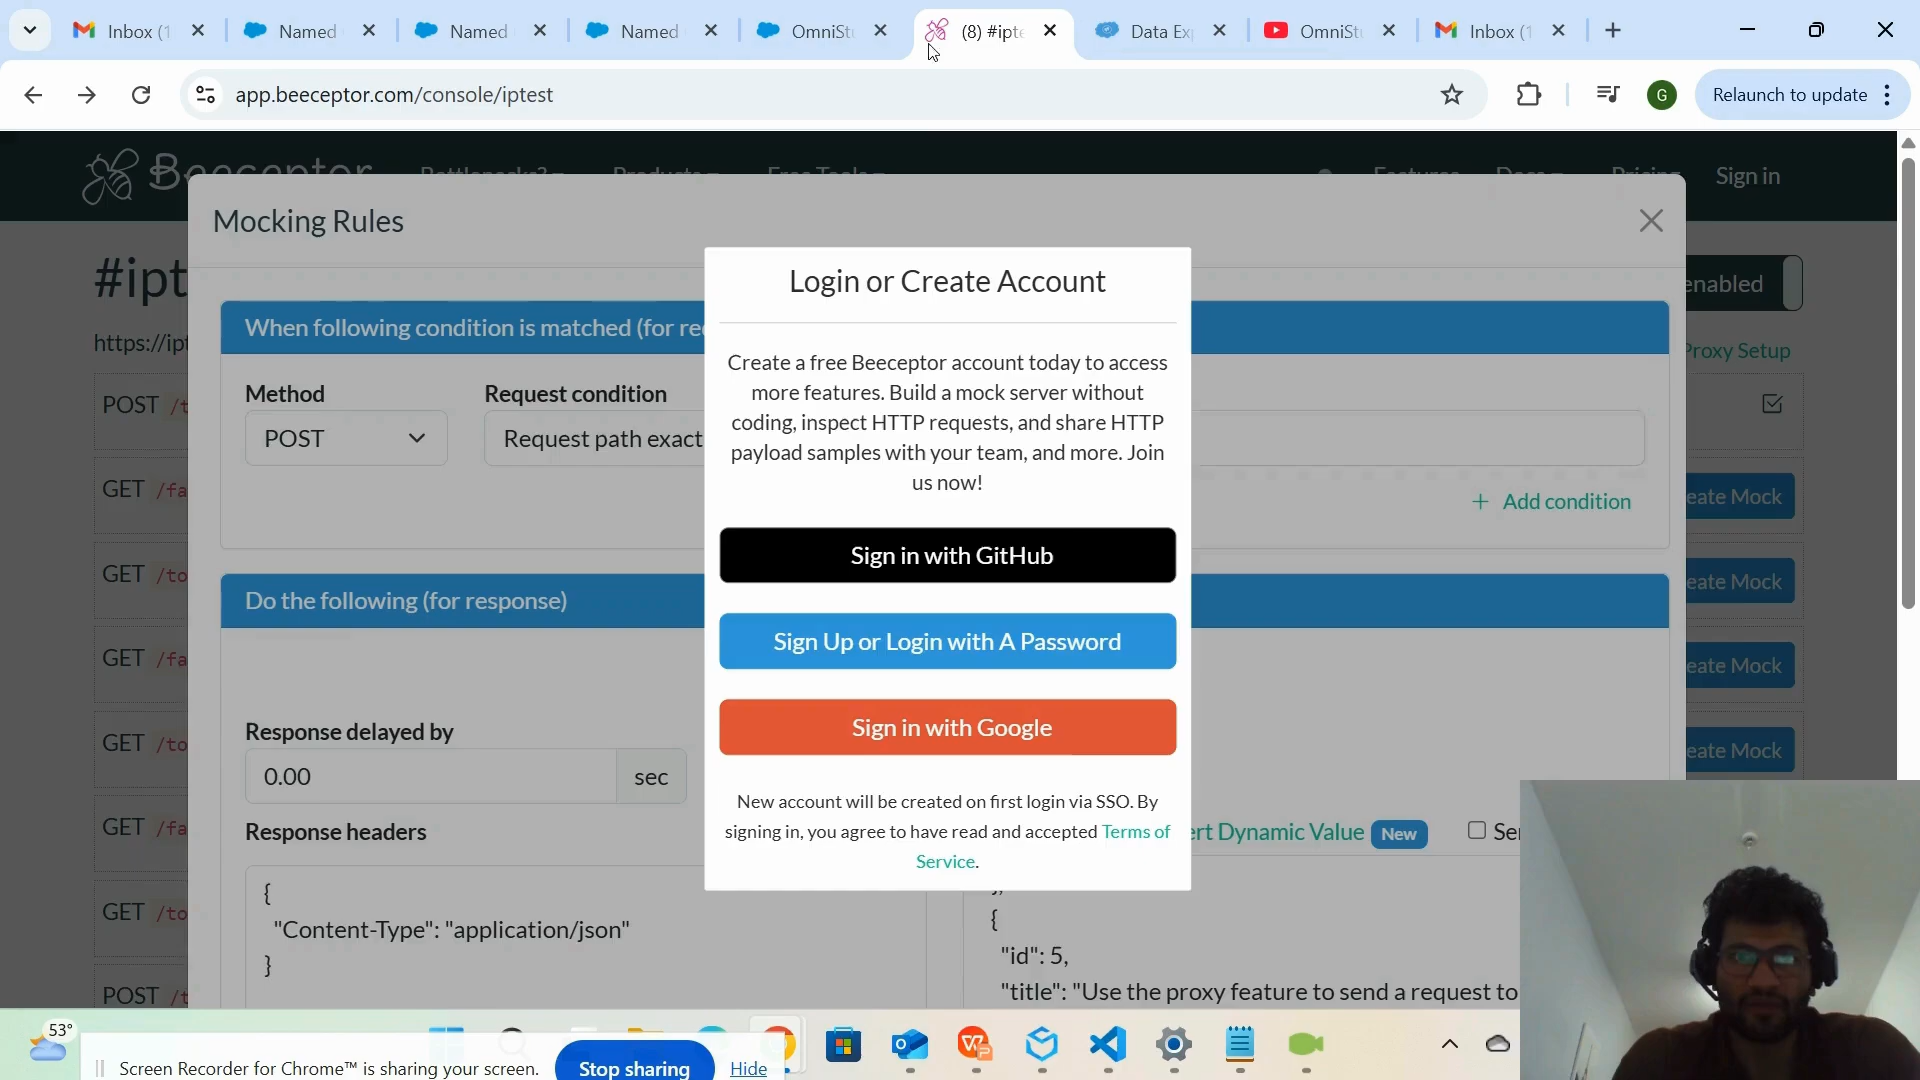 Inbox (1
Named
Named
Named
OmniStu
(8) #ipte
Data Exp
OmniStu
Inbox (1
app.beeceptor.com/console/iptest
G
Relaunch to update
Beeceptor
Features
Docs
Pricing
Sign in
Mocking Rules
#ipt
enabled
https://ipt
Proxy Setup
When following condition is matched (for re
Method
Request condition
POST
Request path exact
+ Add condition
Do the following (for response)
Response delayed by
0.00
sec
Response headers
ert Dynamic Value
New
Ser
{
"Content-Type": "application/json"
}
{
"id": 5,
"title": "Use the proxy feature to send a request to
POST /t
GET /fa
eate Mock
GET /to
eate Mock
GET /fa
eate Mock
GET /to
eate Mock
GET /fa
GET /to
POST /t
Login or Create Account
Create a free Beeceptor account today to access
more features. Build a mock server without
coding, inspect HTTP requests, and share HTTP
payload samples with your team, and more. Join
us now!
Sign in with GitHub
Sign Up or Login with A Password
Sign in with Google
New account will be created on first login via SSO. By
signing in, you agree to have read and accepted Terms of
Service.
53°
Screen Recorder for Chrome™ is sharing your screen.
Stop sharing
Hide